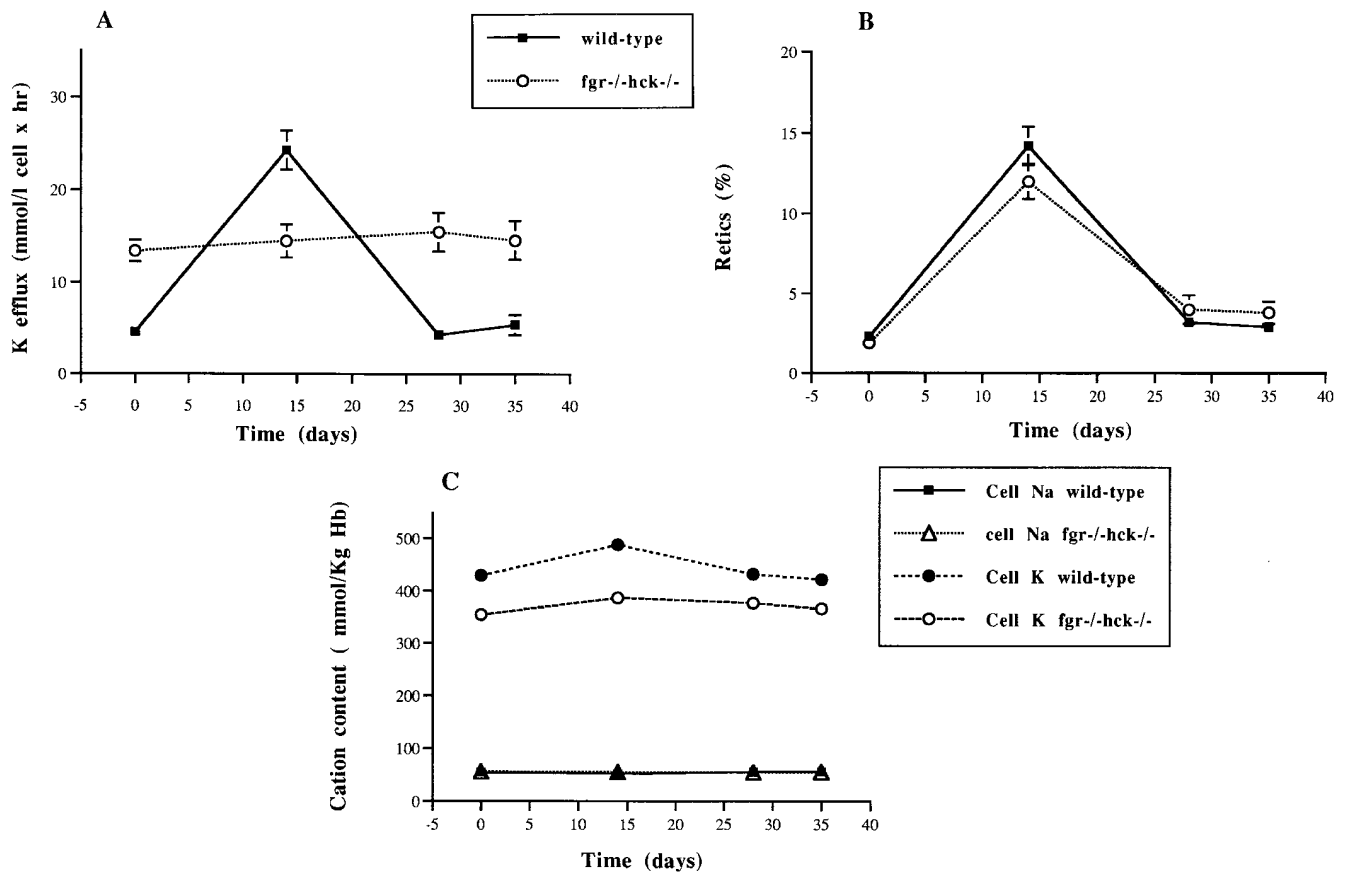 A
wild-type
fgr-/-hck-/-
K efflux (mmol/l cell x hr)
30
20
10
0
-5 0 5 10 15 20 25 30 35 40
Time (days)
B
Retics (%)
20
15
10
5
0
-5 0 5 10 15 20 25 30 35 40
Time (days)
C
Cell Na wild-type
cell Na fgr-/-hck-/-
Cell K wild-type
Cell K fgr-/-hck-/-
Cation content ( mmol/Kg Hb)
500
400
300
200
100
0
-5 0 5 10 15 20 25 30 35 40
Time (days)